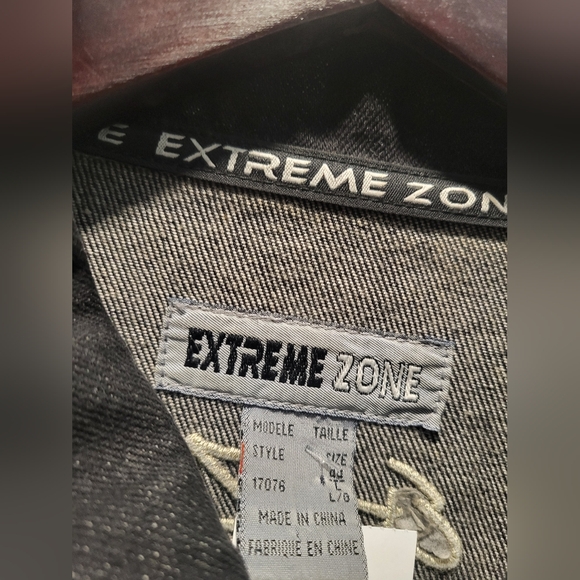 E EXTREME ZON
EXTREME ZONE
MODELE TAILLE
STYLE SIZE
17076 L
L/G
MADE IN CHINA
FABRIQUE EN CHINE